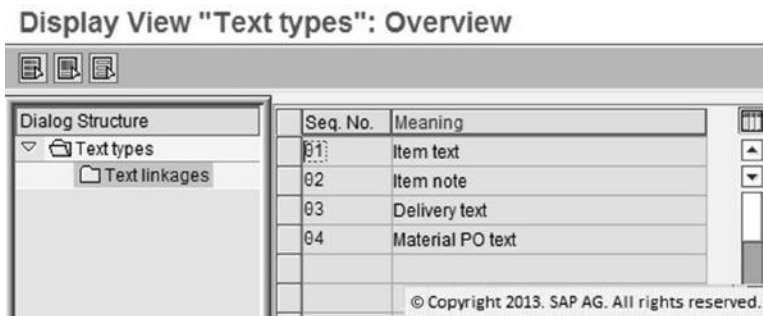 Display View "Text types": Overview
Dialog Structure
Text types
Text linkages
Seq. No. Meaning
01 Item text
02 Item note
03 Delivery text
04 Material PO text
© Copyright 2013. SAP AG. All rights reserved.